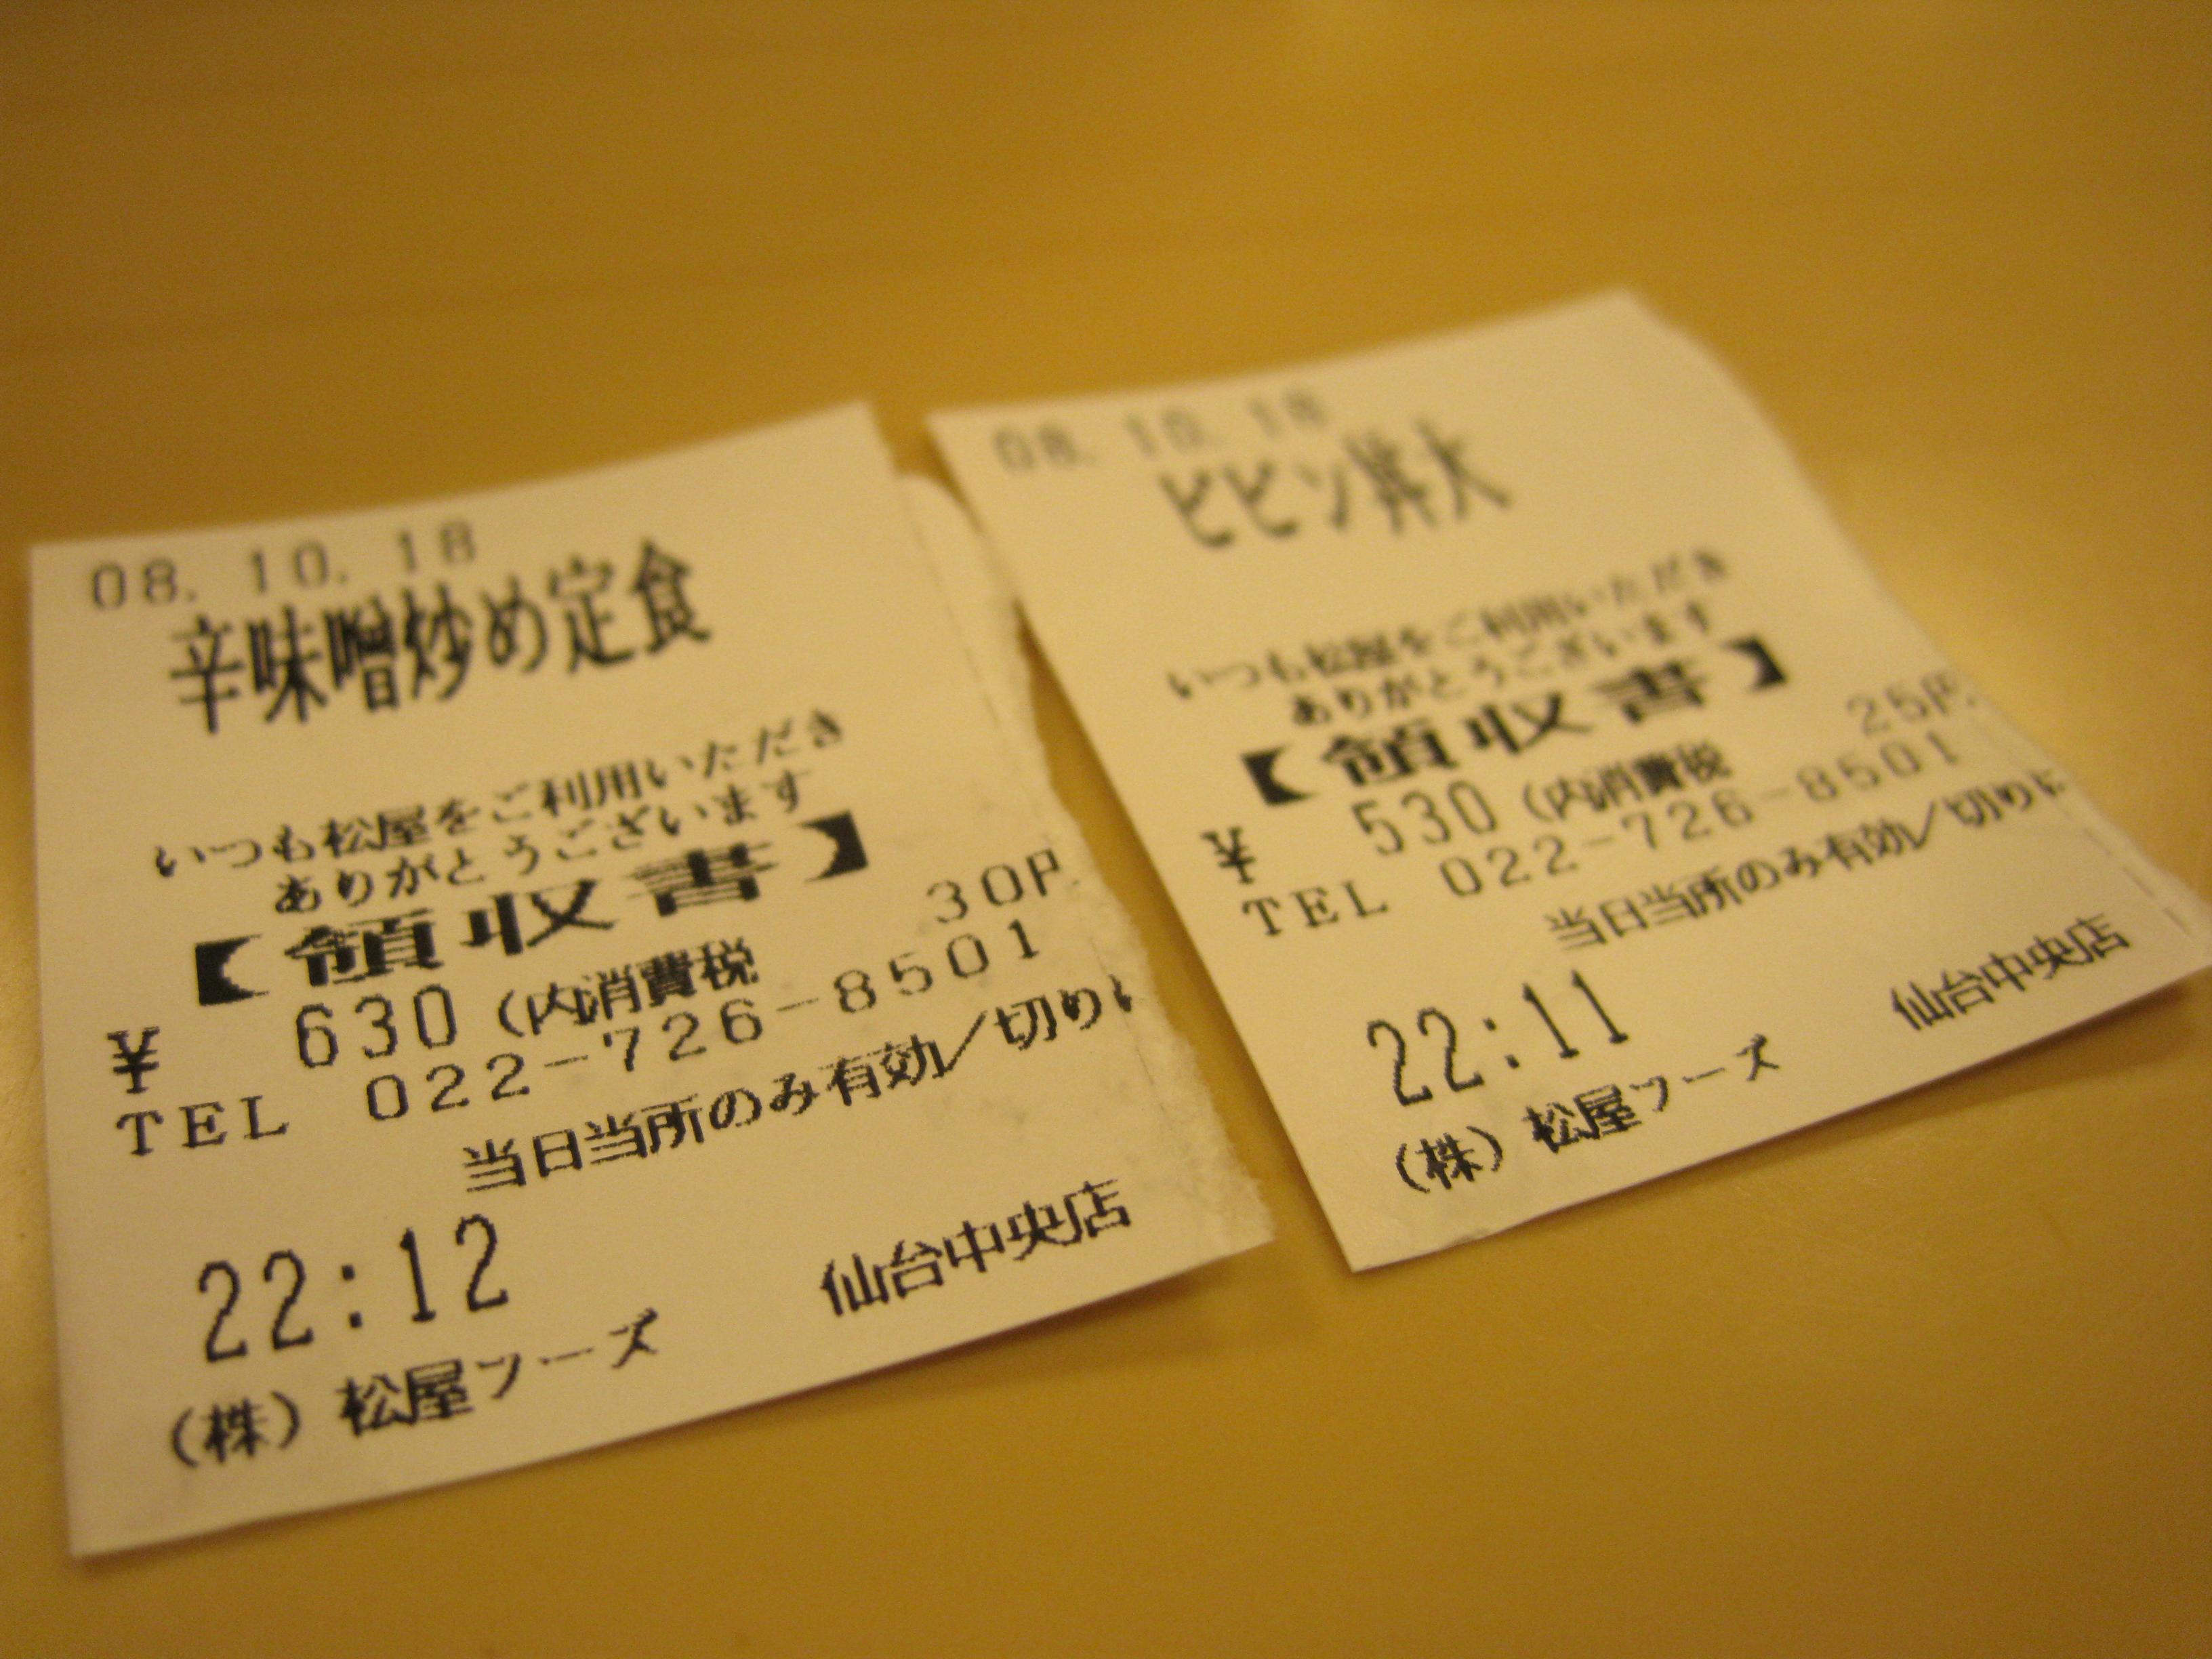 08.10.18
辛味噌炒め定食
いつも松屋をご利用いただき
ありがとうございます
【領収書】
¥ 630 (内消費税 30円
TEL 022-726-8501
当日当所のみ有効/切り
22:12 仙台中央店
(株)松屋フーズ
08.10.18
ビビン丼大
いつも松屋をご利用いただき
ありがとうございます
【領収書】
¥ 530 (内消費税 25円
TEL 022-726-8501
当日当所のみ有効/切り
22:11 仙台中央店
(株)松屋フーズ